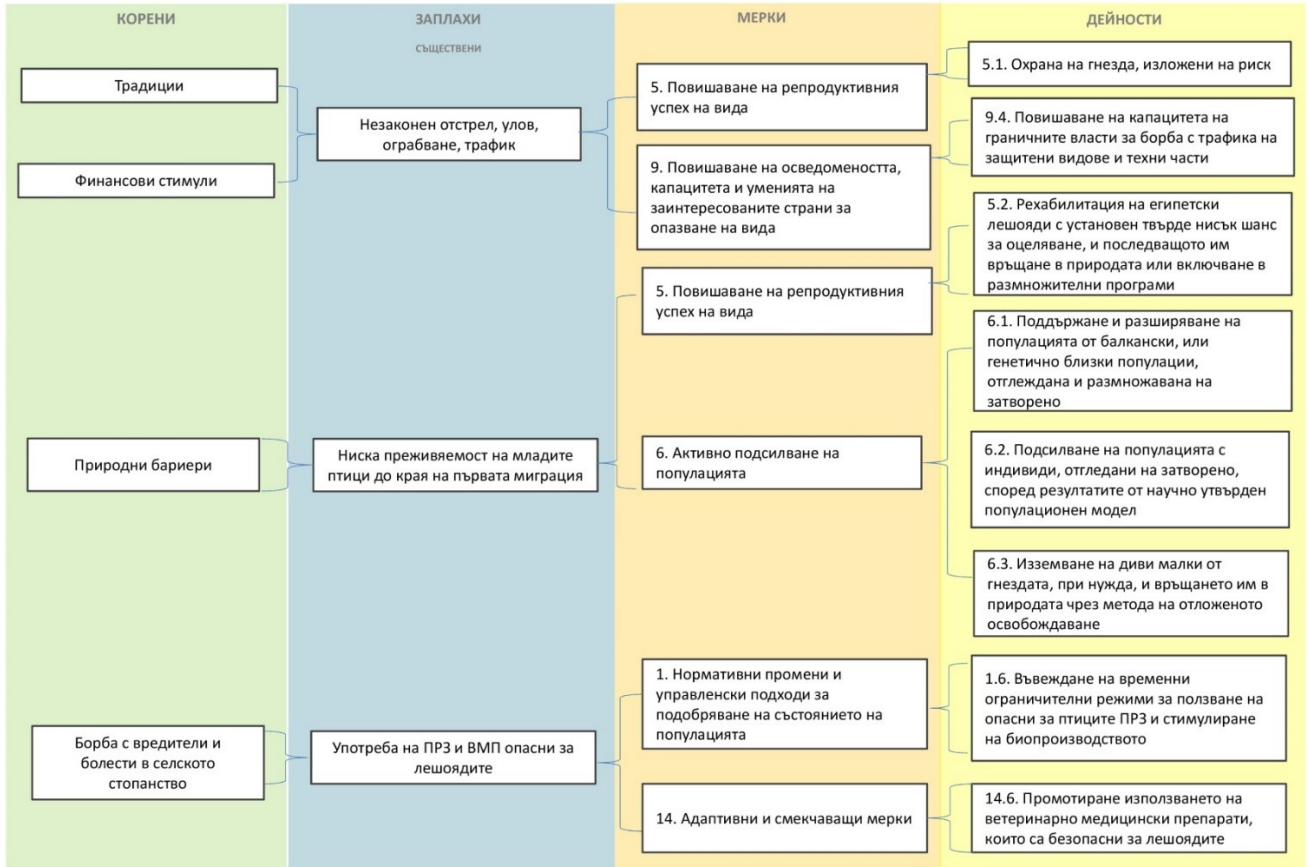 КОРЕНИ
ЗАПЛАХИ
СЪЩЕСТВЕНИ
МЕРКИ
ДЕЙНОСТИ
Традиции
Финансови стимули
Незаконен отстрел, улов,
ограбване, трафик
5. Повишаване на репродуктивния
успех на вида
9. Повишаване на осведомеността,
капацитета и уменията на
заинтересованите страни за
опазване на вида
5.1. Охрана на гнезда, изложени на риск
9.4. Повишаване на капацитета на
граничните власти за борба с трафика на
защитени видове и техни части
Природни бариери
Ниска преживяемост на младите
птици до края на първата миграция
5. Повишаване на репродуктивния
успех на вида
6. Активно подсилване на
популацията
5.2. Рехабилитация на египетски
лешояди с установен твърде нисък шанс
за оцеляване, и последващото им
връщане в природата или включване в
размножителни програми
6.1. Поддържане и разширяване на
популацията от балкански, или
генетично близки популации,
отглеждана и размножавана на
затворено
6.2. Подсилване на популацията с
индивиди, отгледани на затворено,
според резултатите от научно утвърден
популационен модел
6.3. Изземване на диви малки от
гнездата, при нужда, и връщането им в
природата чрез метода на отложеното
освобождаване
Борба с вредители и
болести в селското
стопанство
Употреба на ПРЗ и ВМП опасни за
лешоядите
1. Нормативни промени и
управленски подходи за
подобряване на състоянието на
популацията
14. Адаптивни и смекчаващи мерки
1.6. Въвеждане на временни
ограничителни режими за ползване на
опасни за птиците ПРЗ и стимулиране
на биопроизводството
14.6. Промотиране използването на
ветеринарно медицински препарати,
които са безопасни за лешоядите